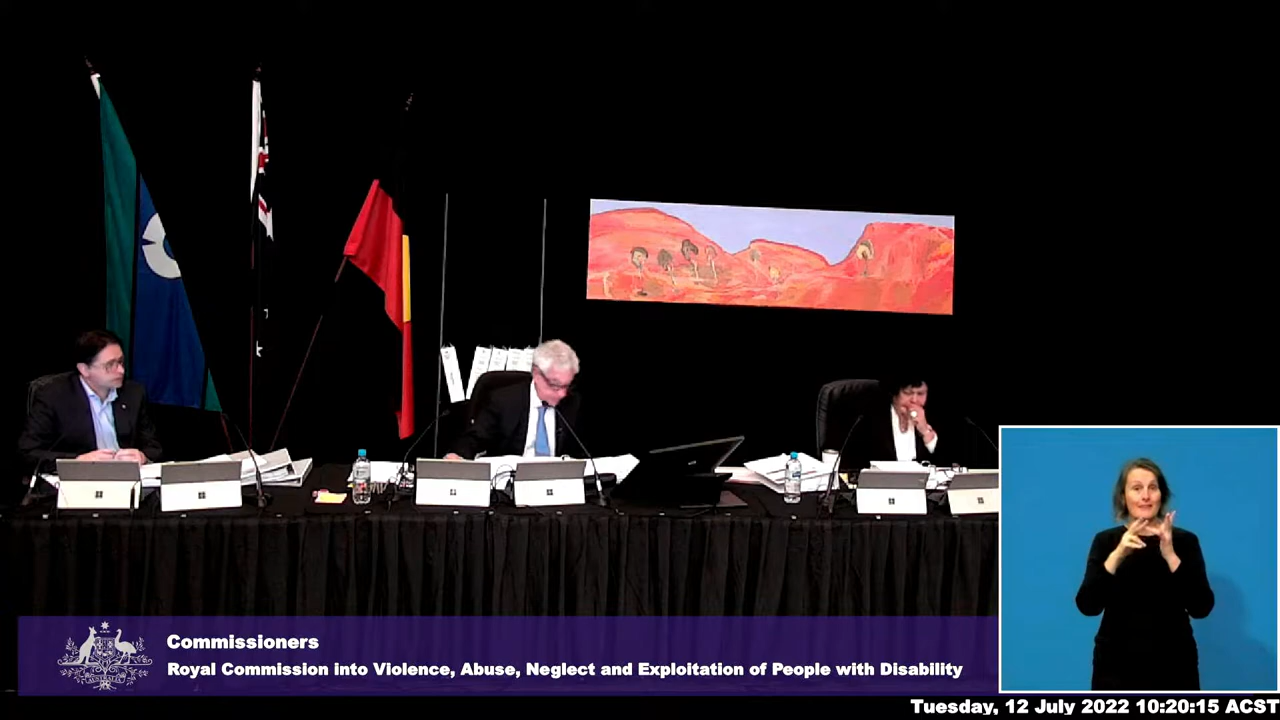 Commissioners
Royal Commission into Violence, Abuse, Neglect and Exploitation of People with Disability
Tuesday, 12 July 2022 10:20:15 ACST